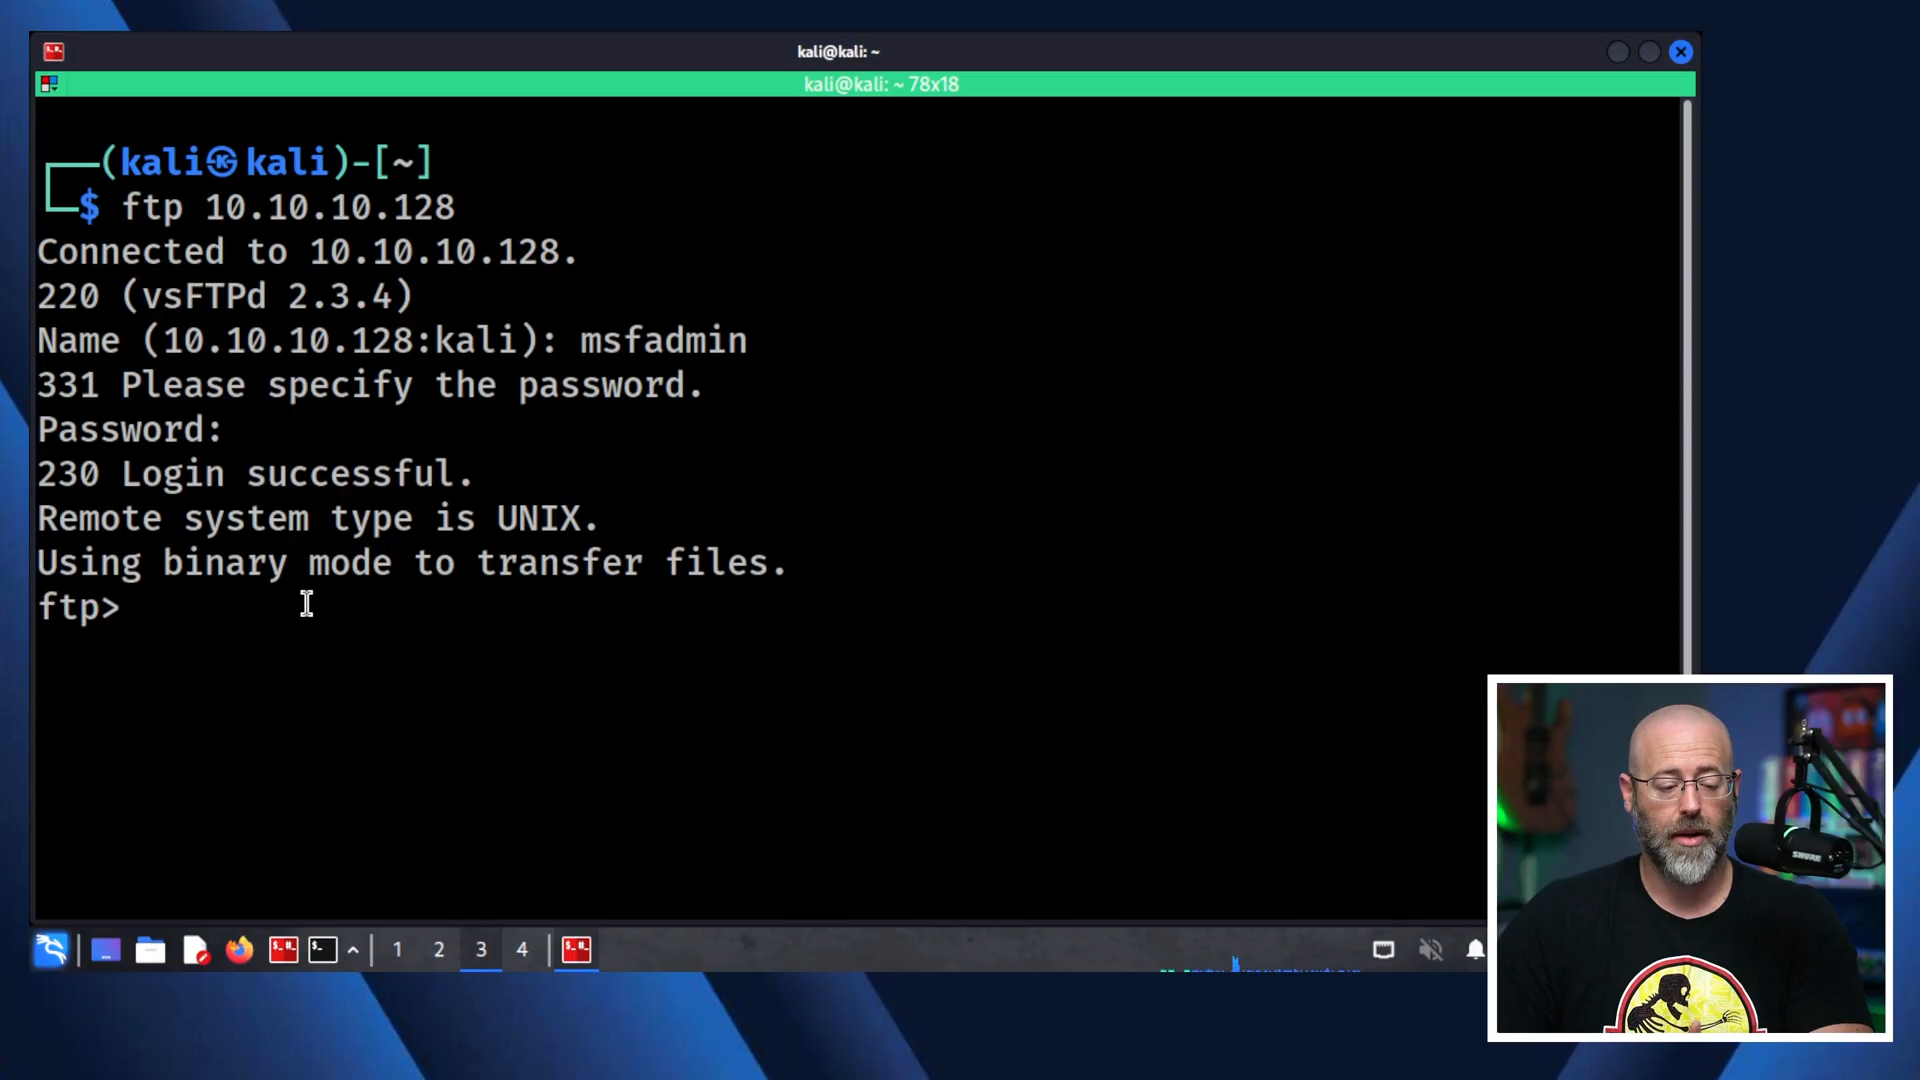 kali@kali: ~
kali@kali: ~ 78x18
(kali㉿kali)-[~]
$ ftp 10.10.10.128
Connected to 10.10.10.128.
220 (vsFTPd 2.3.4)
Name (10.10.10.128:kali): msfadmin
331 Please specify the password.
Password:
230 Login successful.
Remote system type is UNIX.
Using binary mode to transfer files.
ftp>
1 2 3 4
SHURE